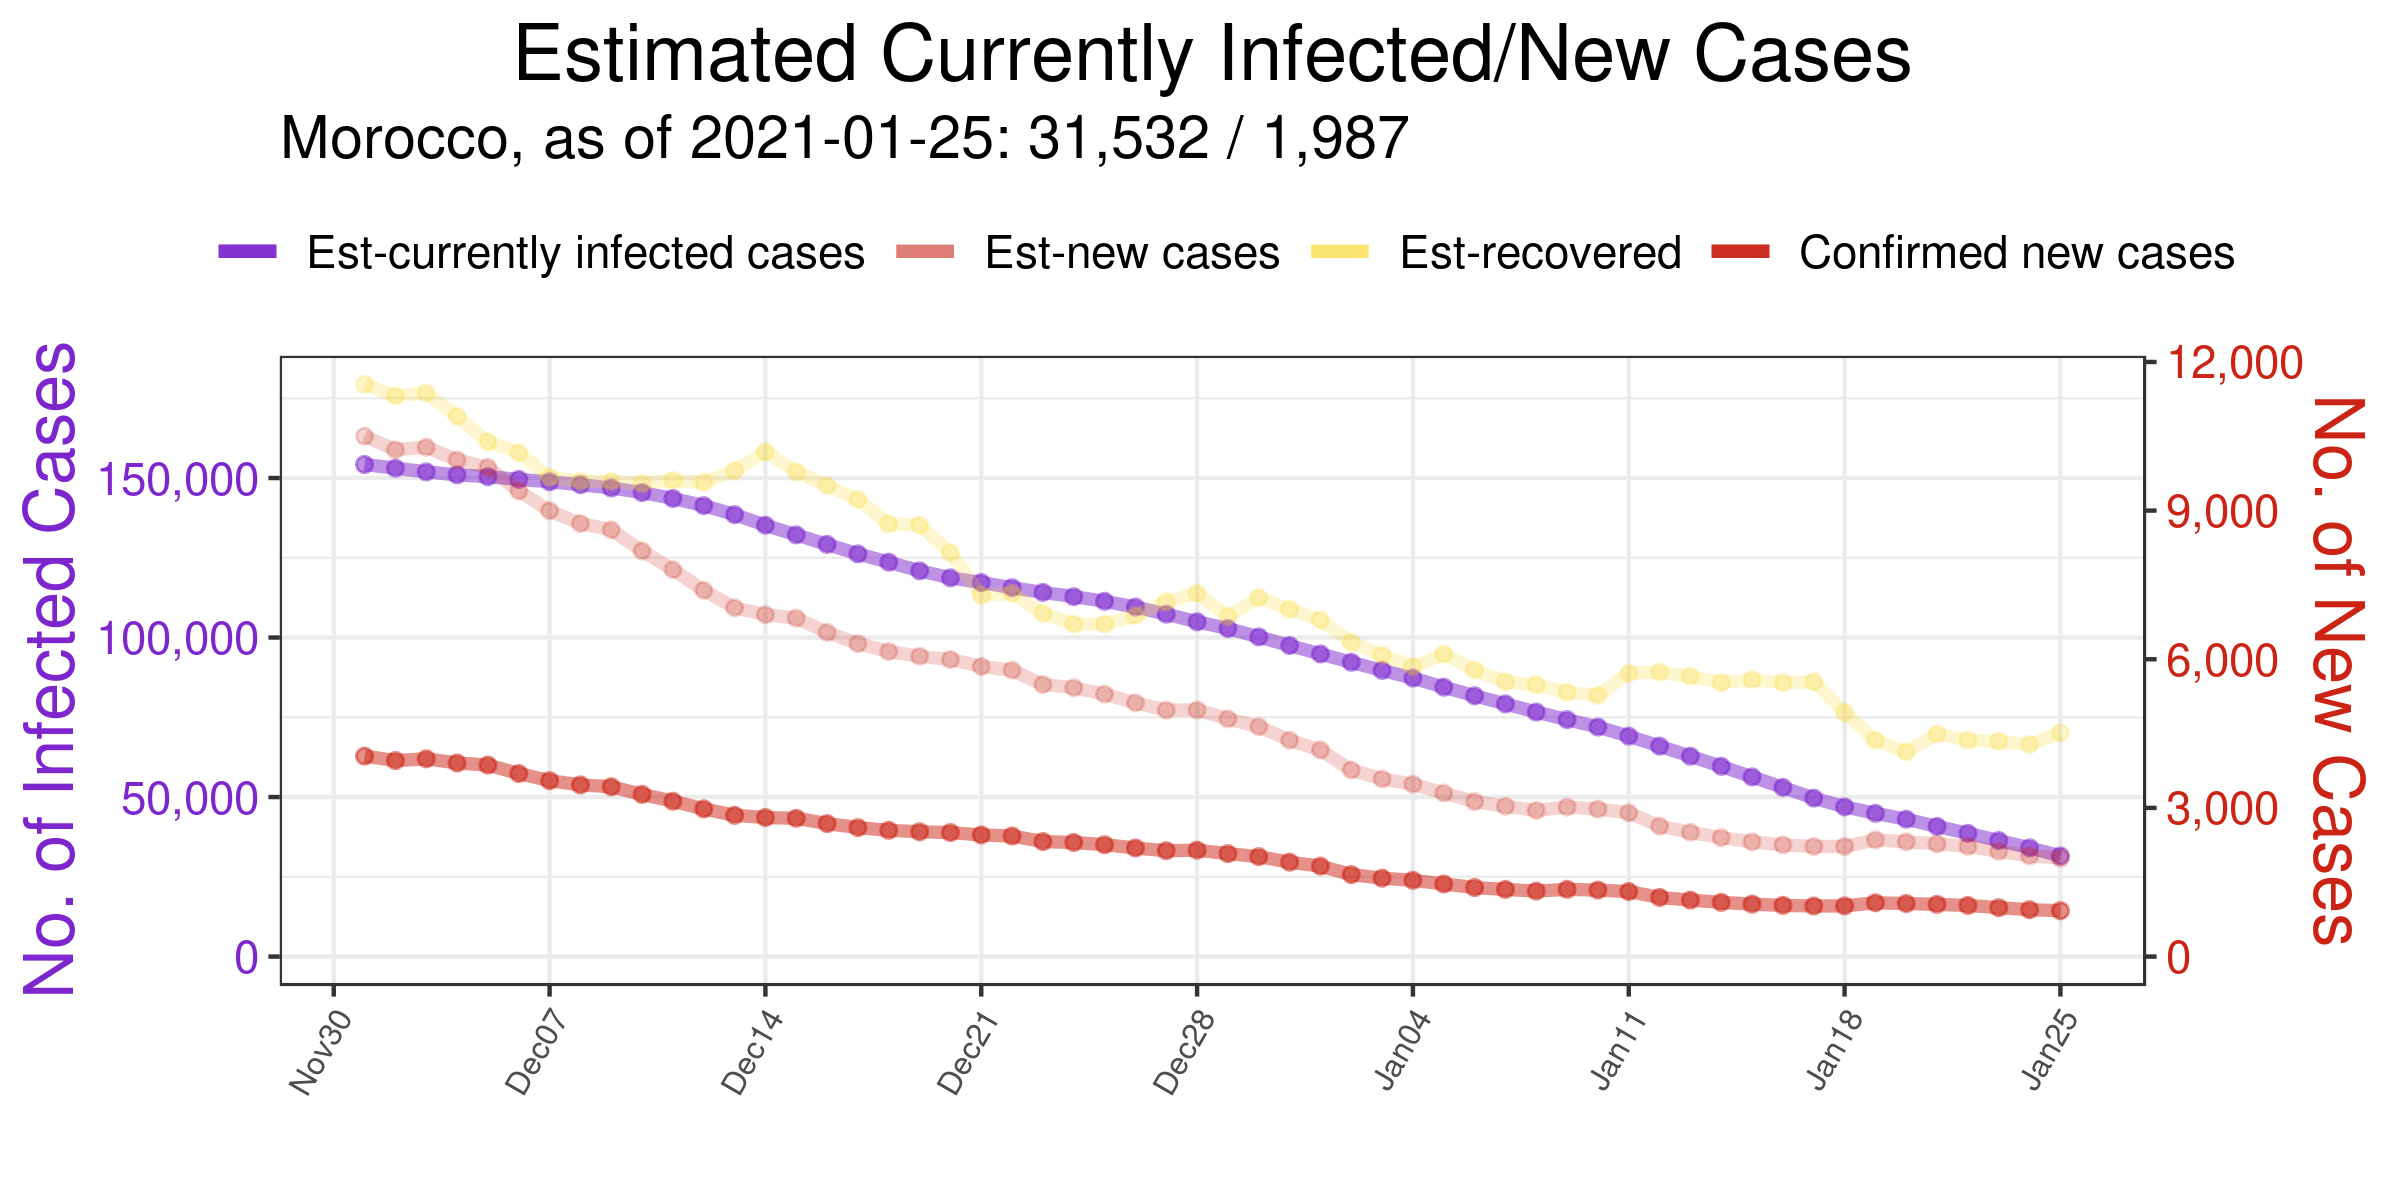 Estimated Currently Infected/New Cases
Morocco, as of 2021-01-25: 31,532 / 1,987
Est-currently infected cases Est-new cases Est-recovered Confirmed new cases
No. of Infected Cases
150,000
100,000
50,000
0
12,000
9,000
6,000
3,000
0
No. of New Cases
Nov30 Dec07 Dec14 Dec21 Dec28 Jan04 Jan11 Jan18 Jan25